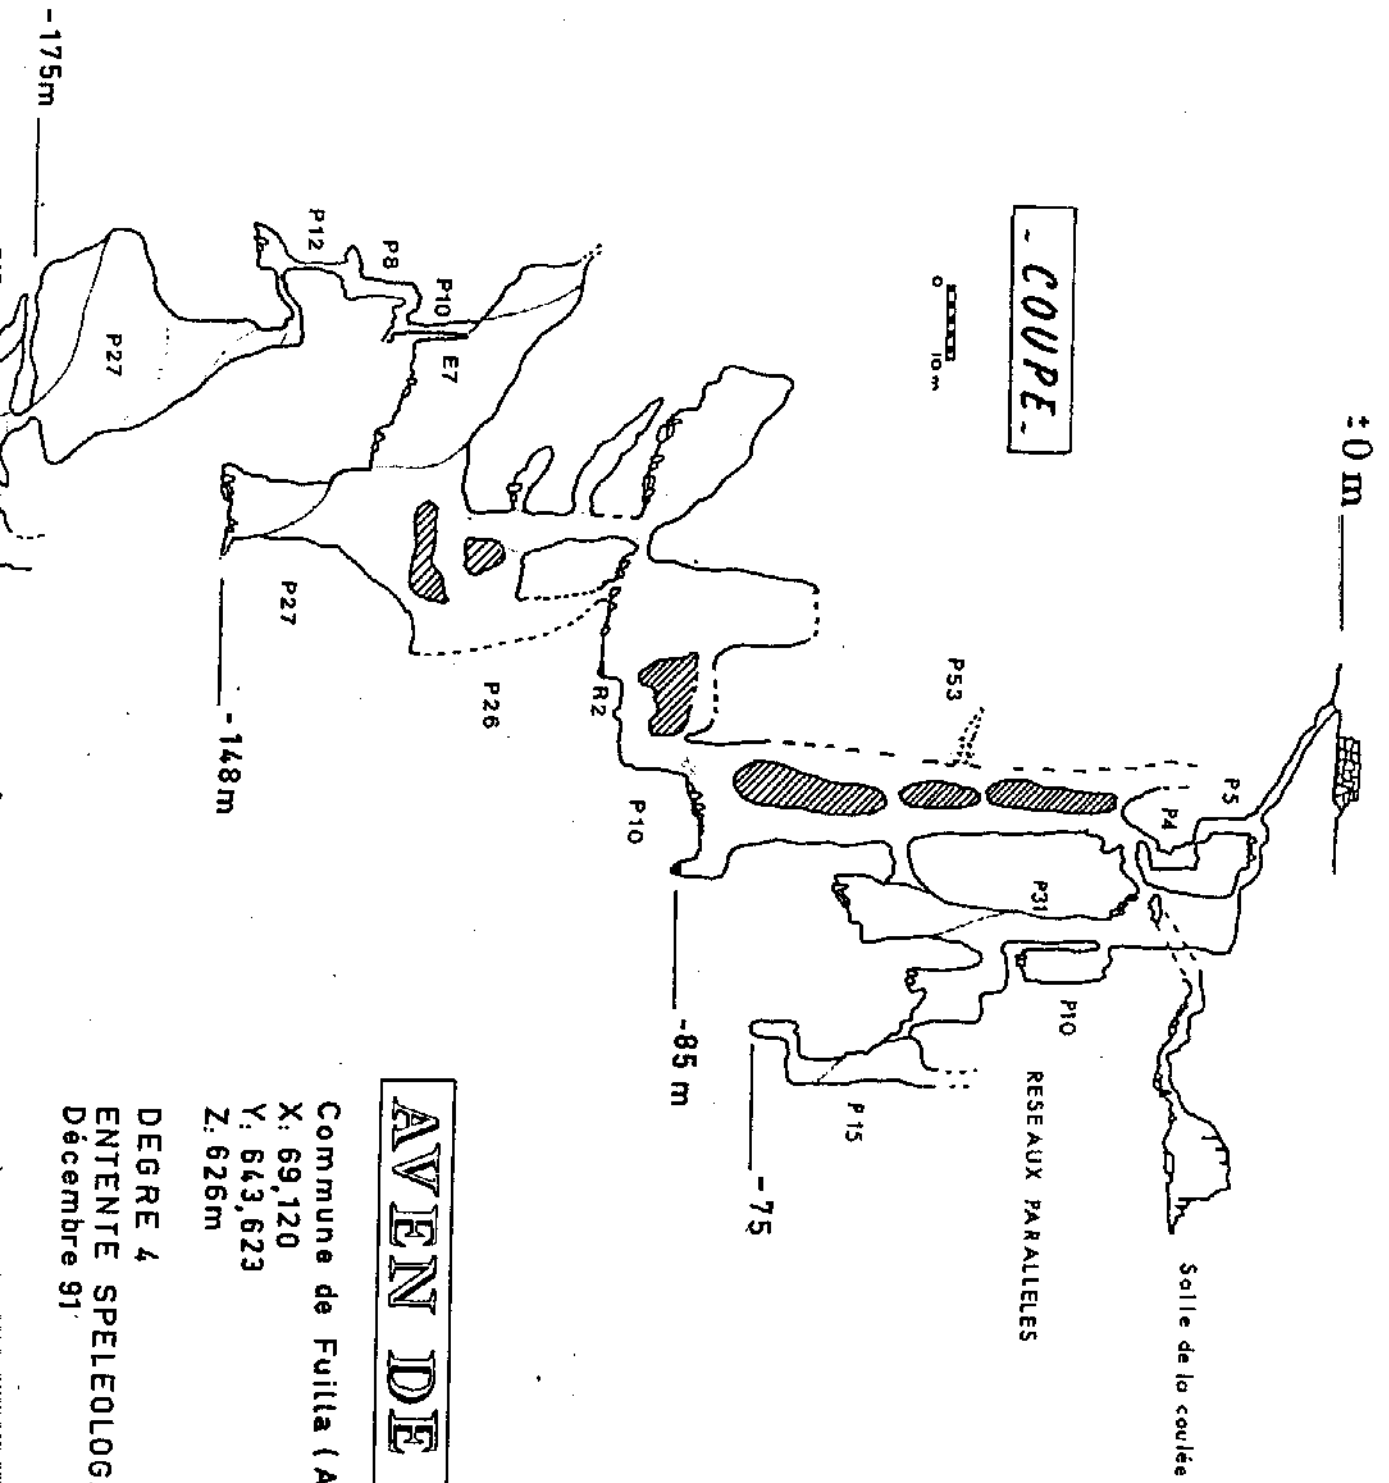 - COUPE -
0 10m
± 0 m
P5
P4
P53
P31
P10
RESEAUX PARALLELES
Salle de la coulée
P15
-75
-85 m
P10
R2
P26
P27
-148m
E7
P10
P8
P12
P27
-175m
AVEN DE
Commune de Fuilla (A
X: 69,120
Y: 643,623
Z: 626m
DEGRE 4
ENTENTE SPELEOLOG
Décembre 91